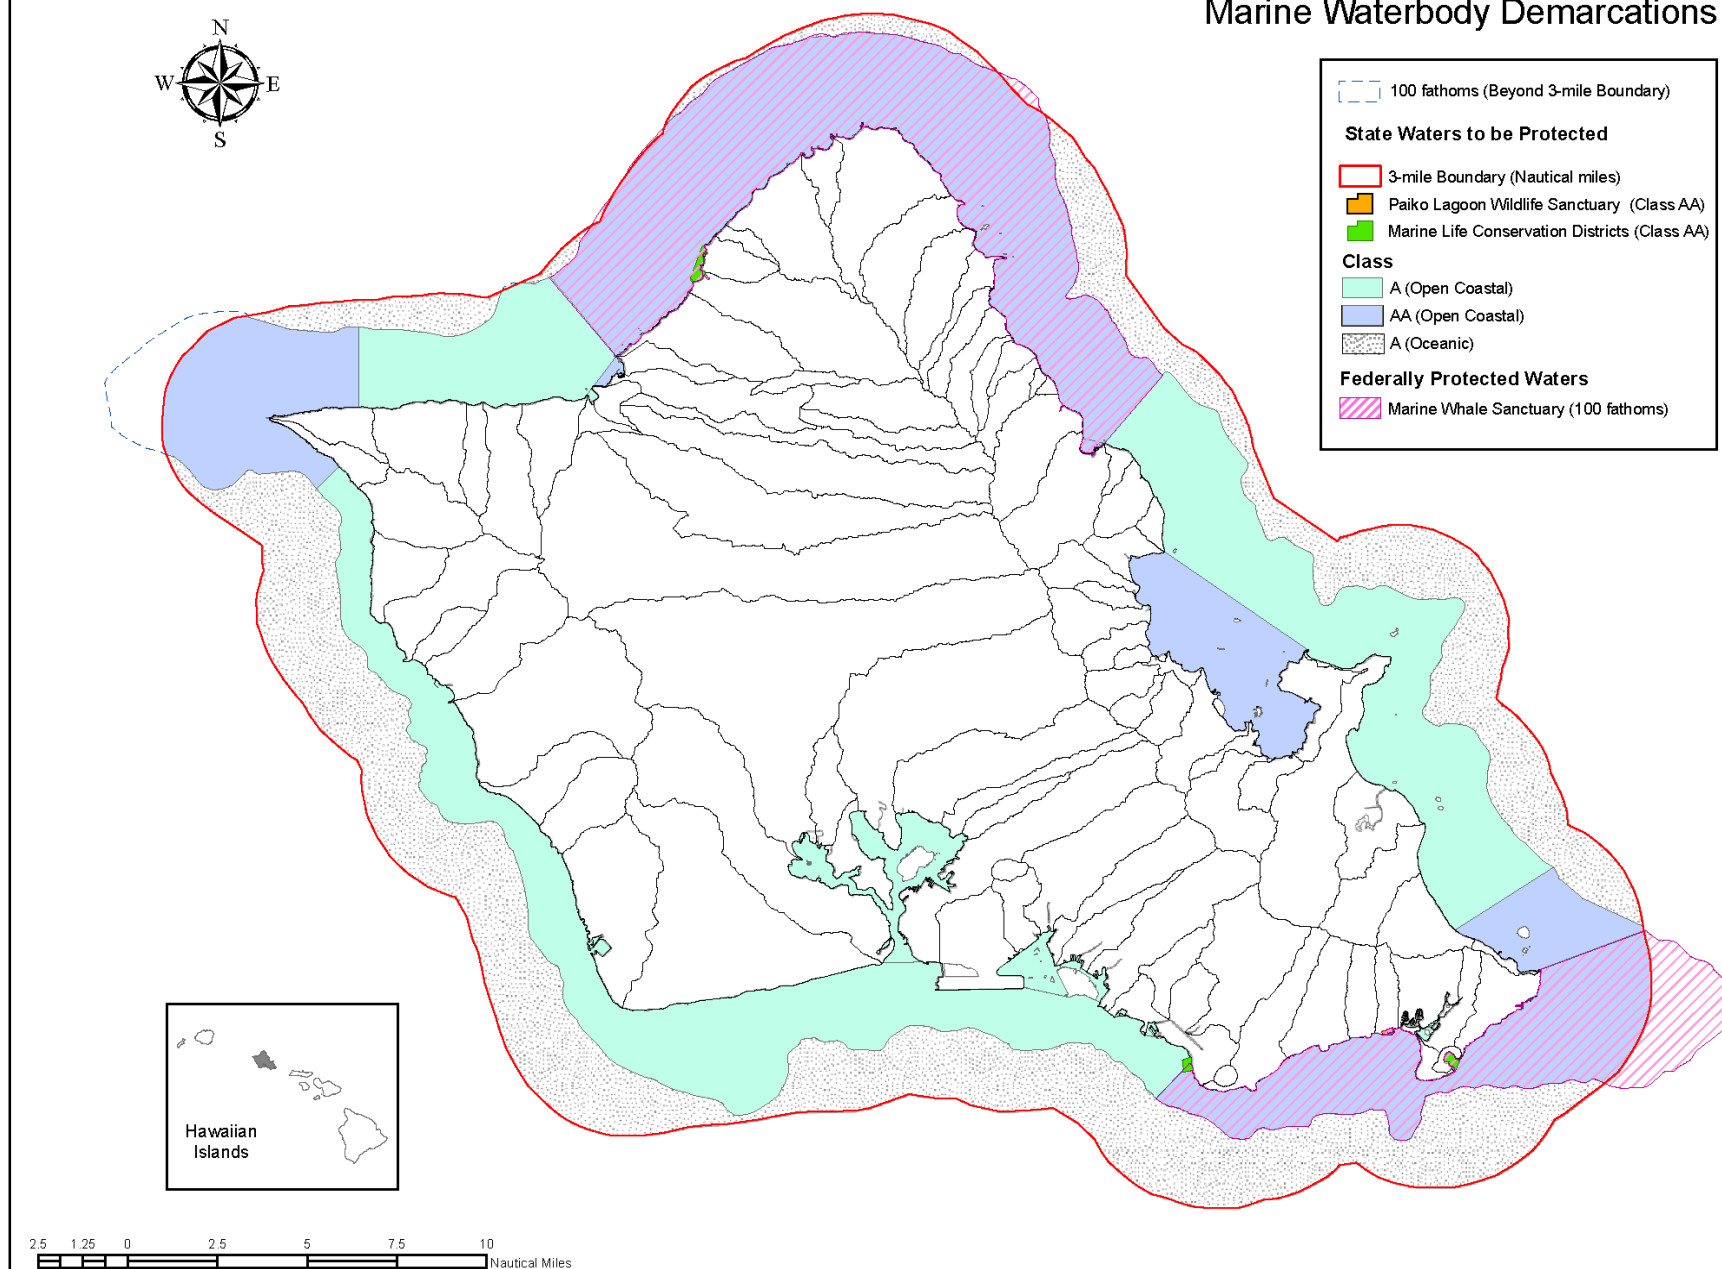 Marine Waterbody Demarcations
N
W E
S
100 fathoms (Beyond 3-mile Boundary)
State Waters to be Protected
3-mile Boundary (Nautical miles)
Paiko Lagoon Wildlife Sanctuary (Class AA)
Marine Life Conservation Districts (Class AA)
Class
A (Open Coastal)
AA (Open Coastal)
A (Oceanic)
Federally Protected Waters
Marine Whale Sanctuary (100 fathoms)
Hawaiian
Islands
2.5 1.25 0 2.5 5 7.5 10
Nautical Miles